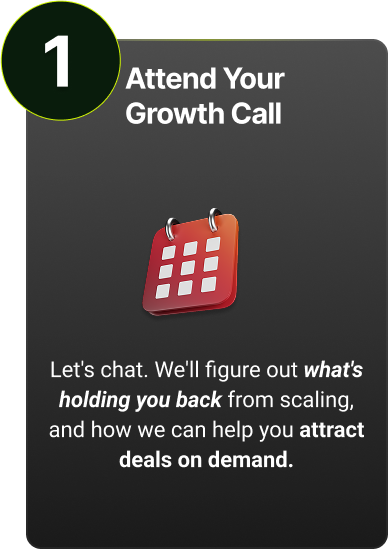 1
Attend Your
Growth Call
Let's chat. We'll figure out what's
holding you back from scaling,
and how we can help you attract
deals on demand.